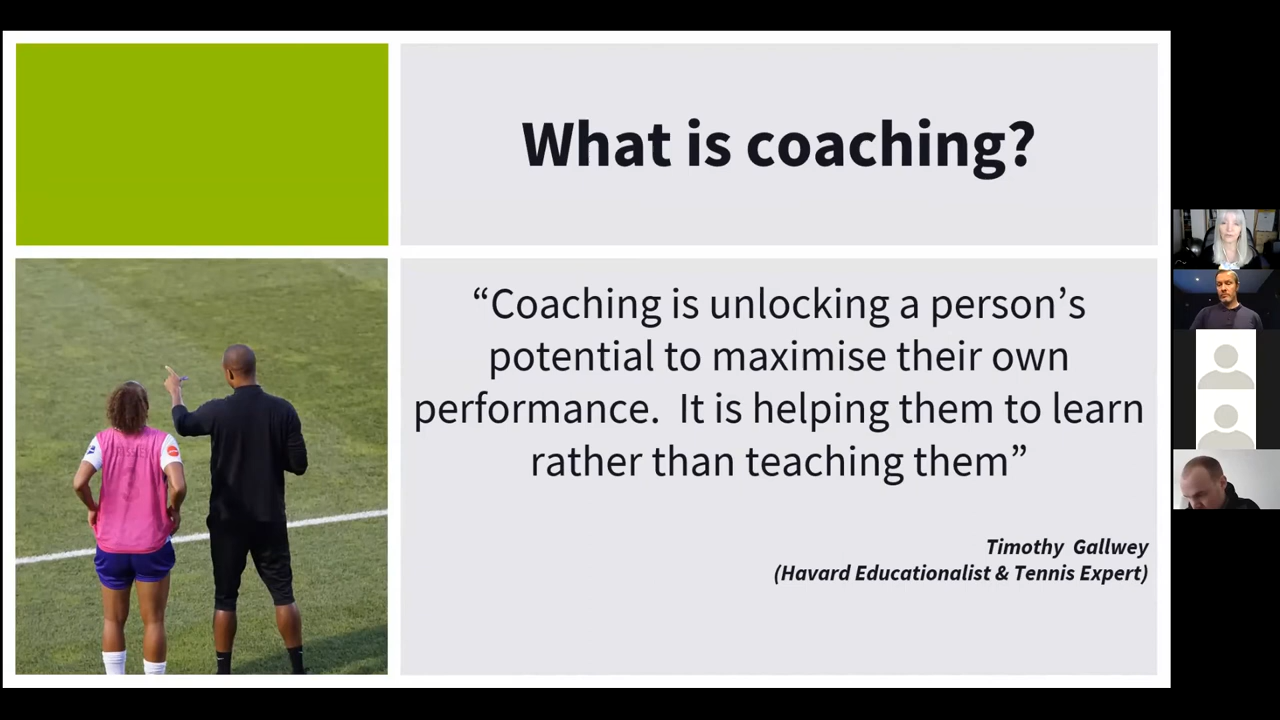 What is coaching?
“Coaching is unlocking a person’s
potential to maximise their own
performance.  It is helping them to learn
rather than teaching them”
Timothy  Gallwey
(Havard Educationalist & Tennis Expert)